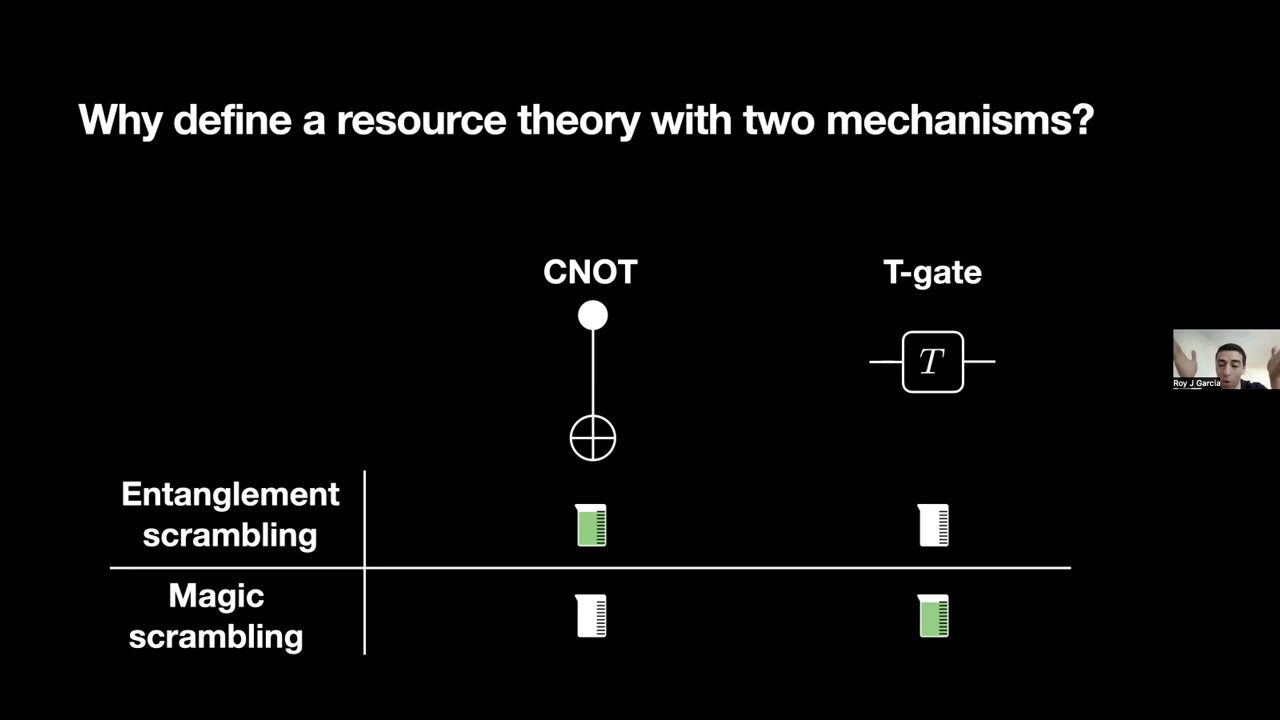 Why define a resource theory with two mechanisms?
CNOT
T-gate
T
Entanglement
scrambling
Magic
scrambling
Roy J Garcia